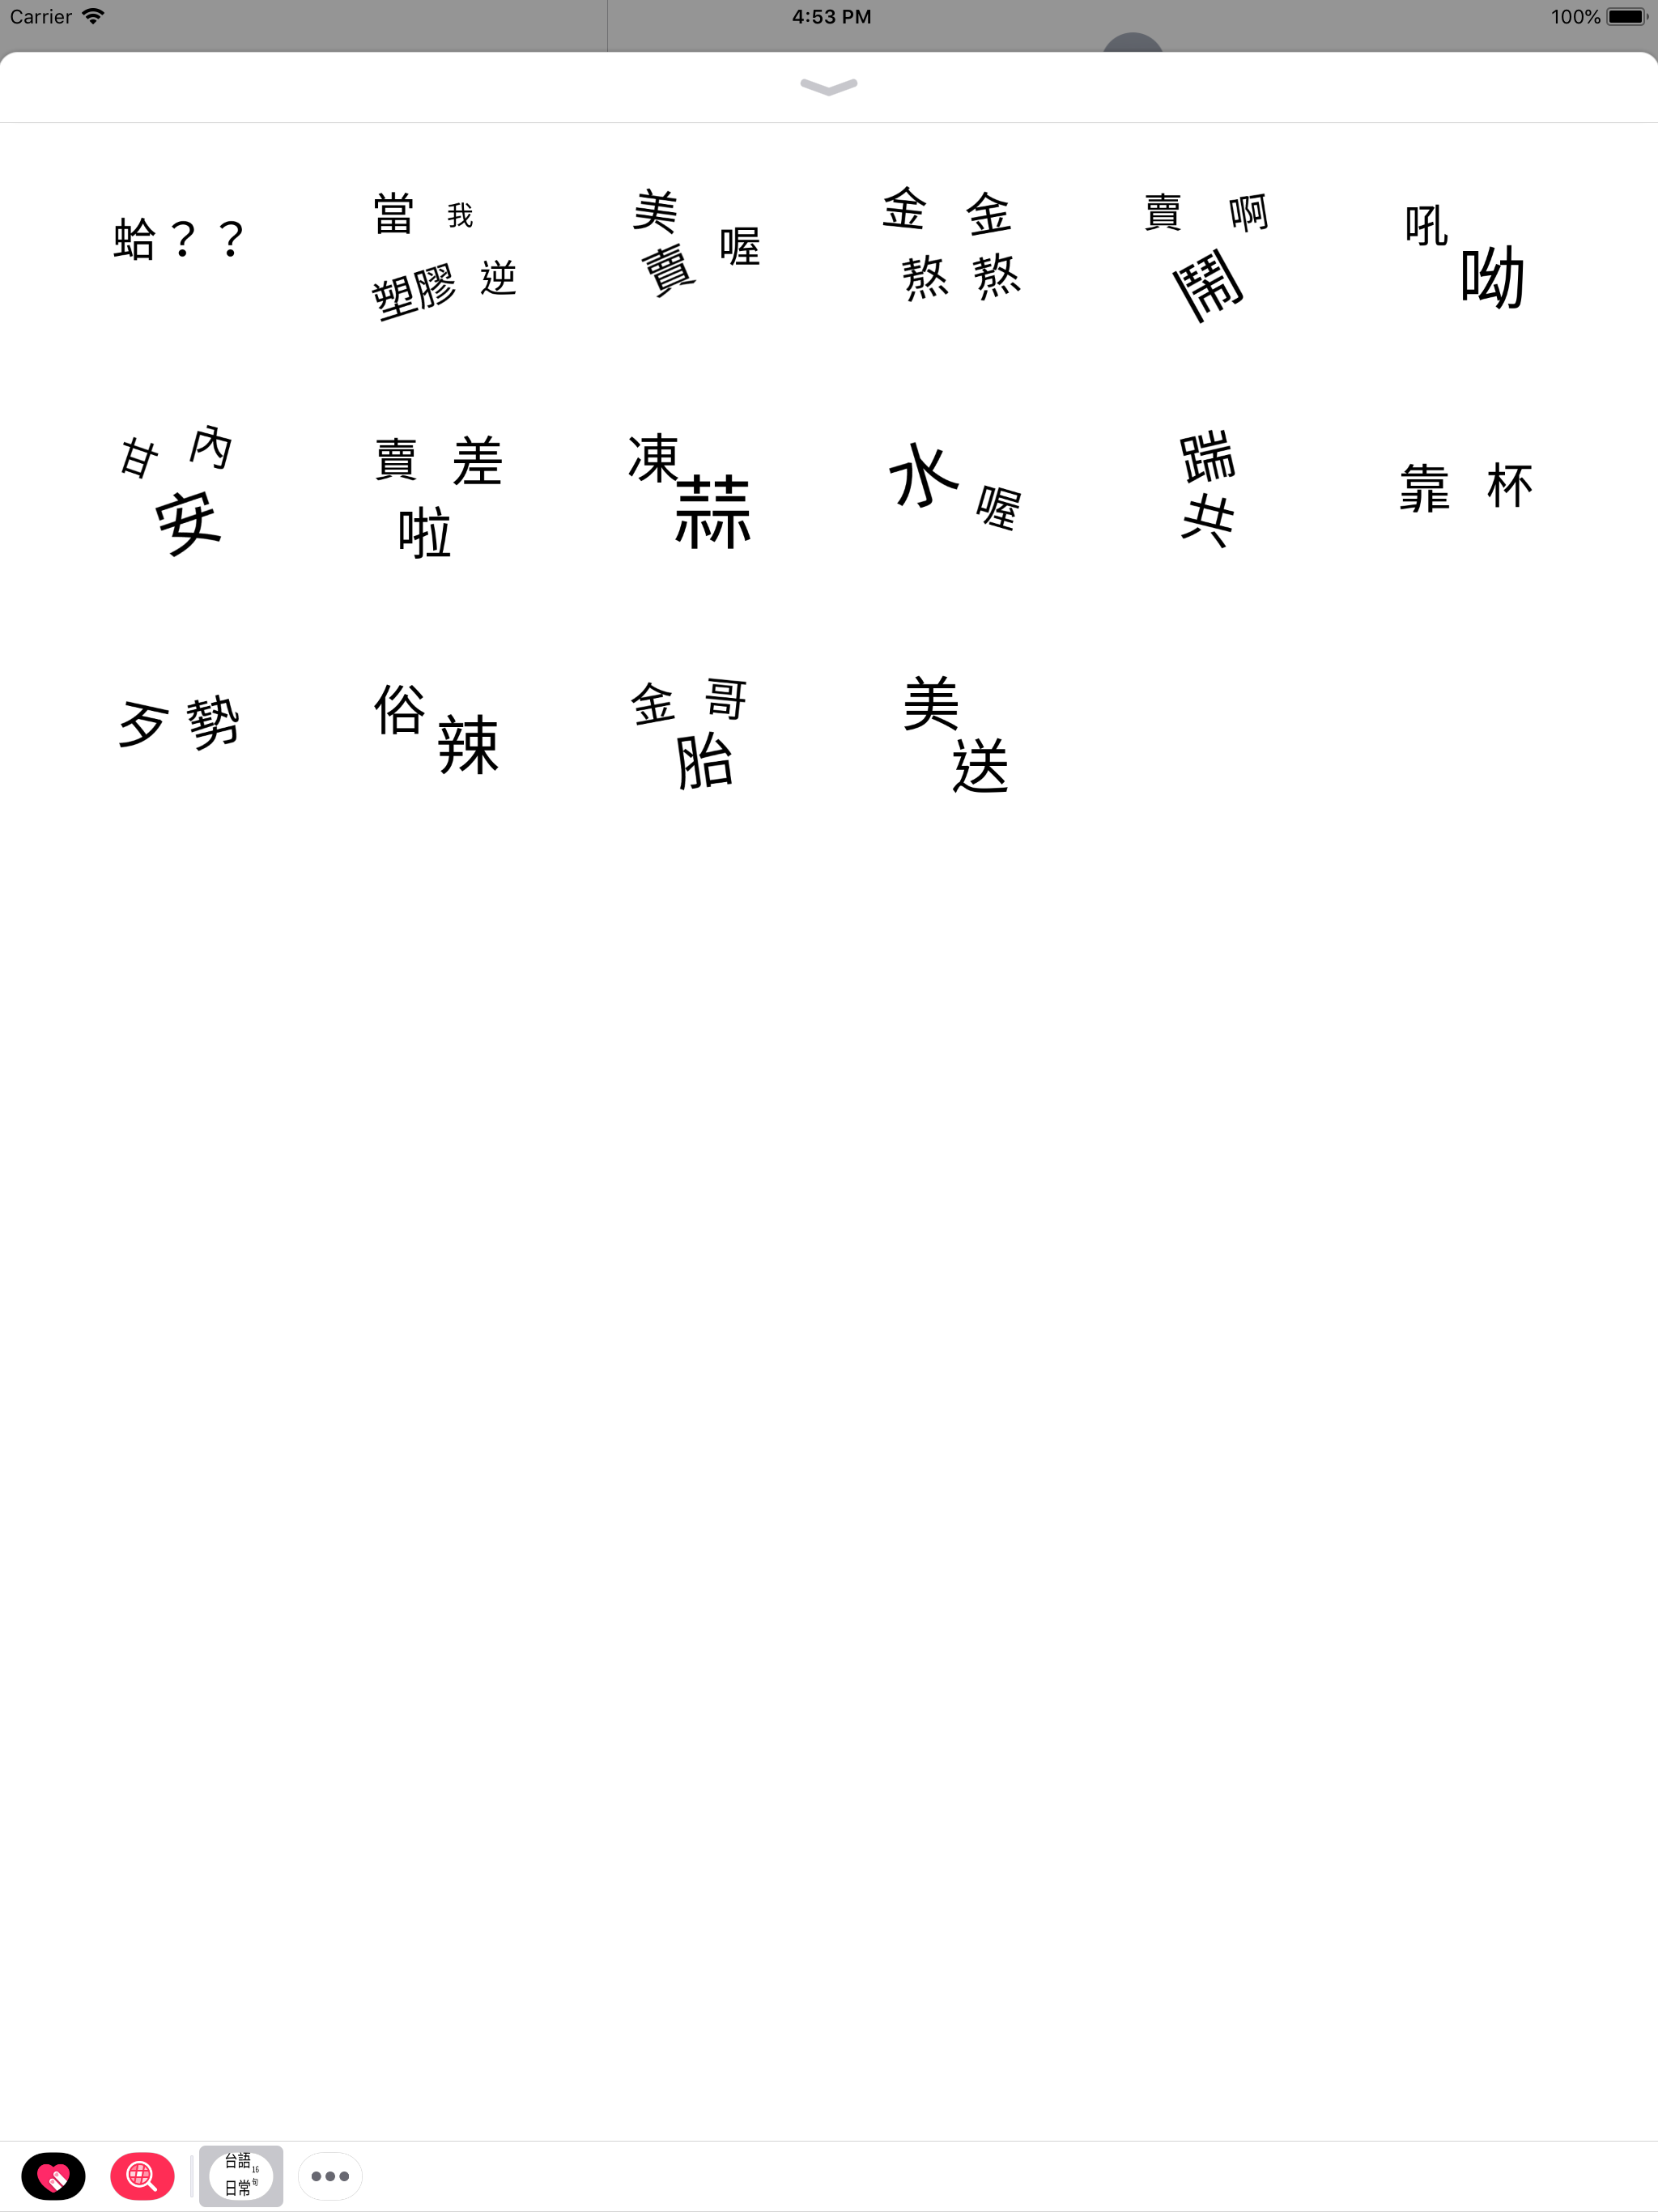 Carrier 4:53 PM 100%
蛤？？
當我
塑膠逆
美賣喔
金金
熬熬
賣啊
鬧
吼呦
甘內
安
賣差
啦
凍蒜
水喔
踹共
靠杯
歹勢
俗辣
金哥
胎
美送
台語
日常
16
句